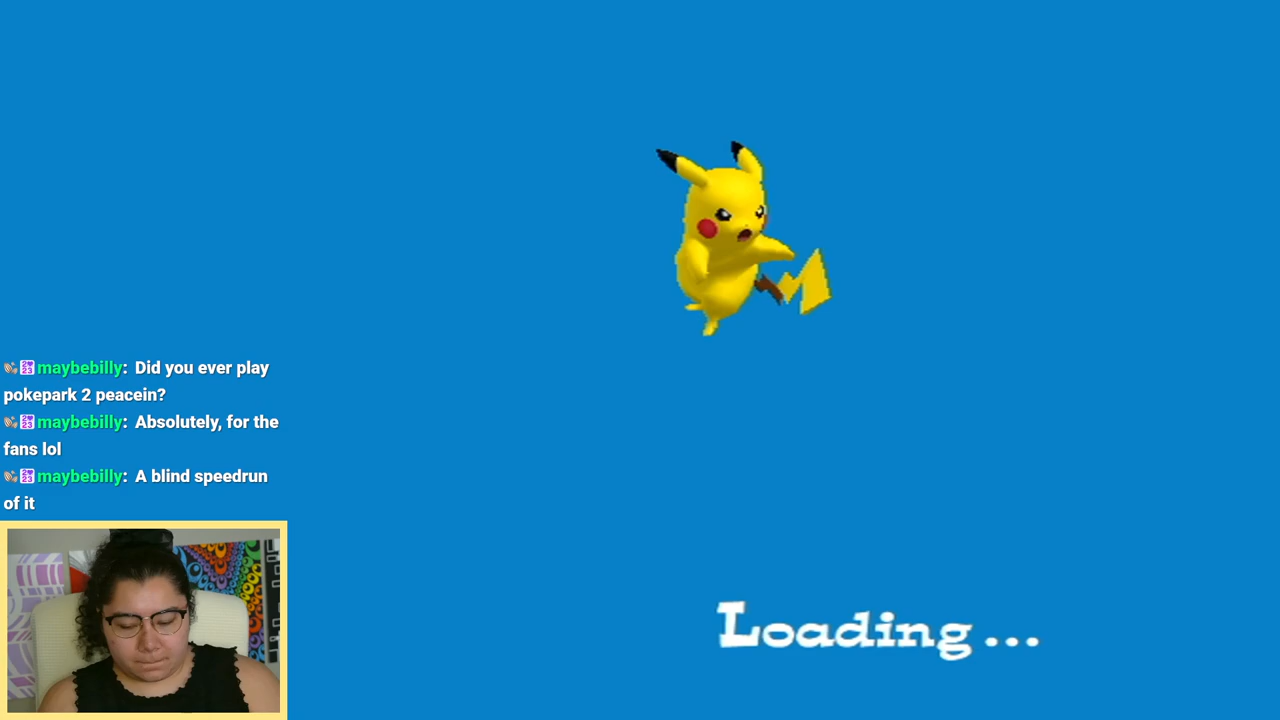 maybebilly: Did you ever play
pokepark 2 peacein?
maybebilly: Absolutely, for the
fans lol
maybebilly: A blind speedrun
of it
Loading...